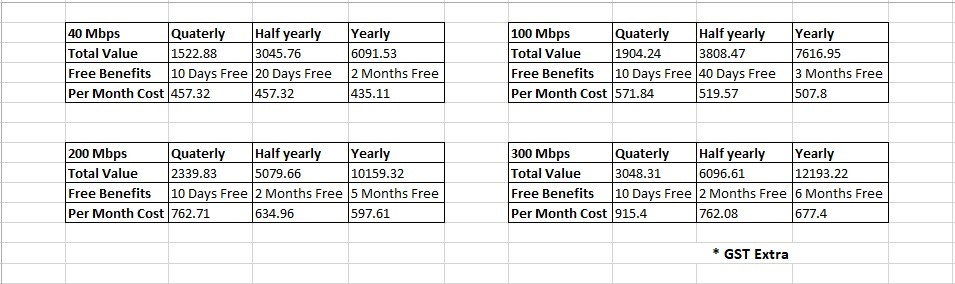 40 Mbps Quaterly Half yearly Yearly
Total Value 1522.88 3045.76 6091.53
Free Benefits 10 Days Free 20 Days Free 2 Months Free
Per Month Cost 457.32 457.32 435.11
100 Mbps Quaterly Half yearly Yearly
Total Value 1904.24 3808.47 7616.95
Free Benefits 10 Days Free 40 Days Free 3 Months Free
Per Month Cost 571.84 519.57 507.8
200 Mbps Quaterly Half yearly Yearly
Total Value 2339.83 5079.66 10159.32
Free Benefits 10 Days Free 2 Months Free 5 Months Free
Per Month Cost 762.71 634.96 597.61
300 Mbps Quaterly Half yearly Yearly
Total Value 3048.31 6096.61 12193.22
Free Benefits 10 Days Free 2 Months Free 6 Months Free
Per Month Cost 915.4 762.08 677.4
* GST Extra